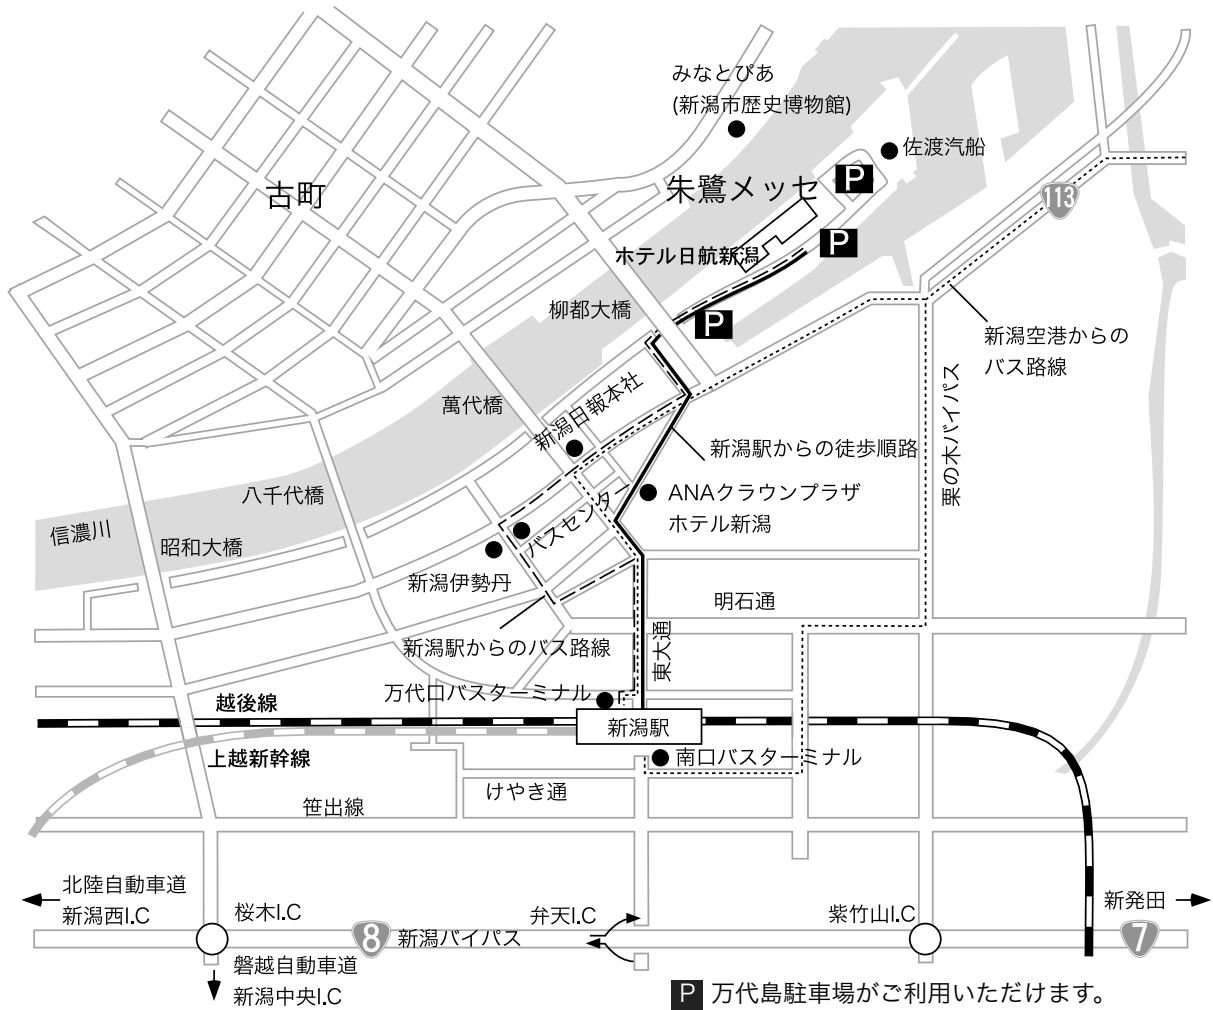 みなとぴあ
(新潟市歴史博物館)
佐渡汽船
P
朱鷺メッセ
古町
113
P
ホテル日航新潟
柳都大橋
P
新潟空港からの
バス路線
萬代橋
新潟日報本社
栗の木バイパス
新潟駅からの徒歩順路
八千代橋
バスセンター
ANAクラウンプラザ
ホテル新潟
信濃川
昭和大橋
新潟伊勢丹
明石通
新潟駅からのバス路線
東大通
万代口バスターミナル
越後線
新潟駅
上越新幹線
南口バスターミナル
けやき通
笹出線
北陸自動車道
新潟西I.C
桜木I.C
8
新潟バイパス
弁天I.C
紫竹山I.C
新発田
7
磐越自動車道
新潟中央I.C
P 万代島駐車場がご利用いただけます。